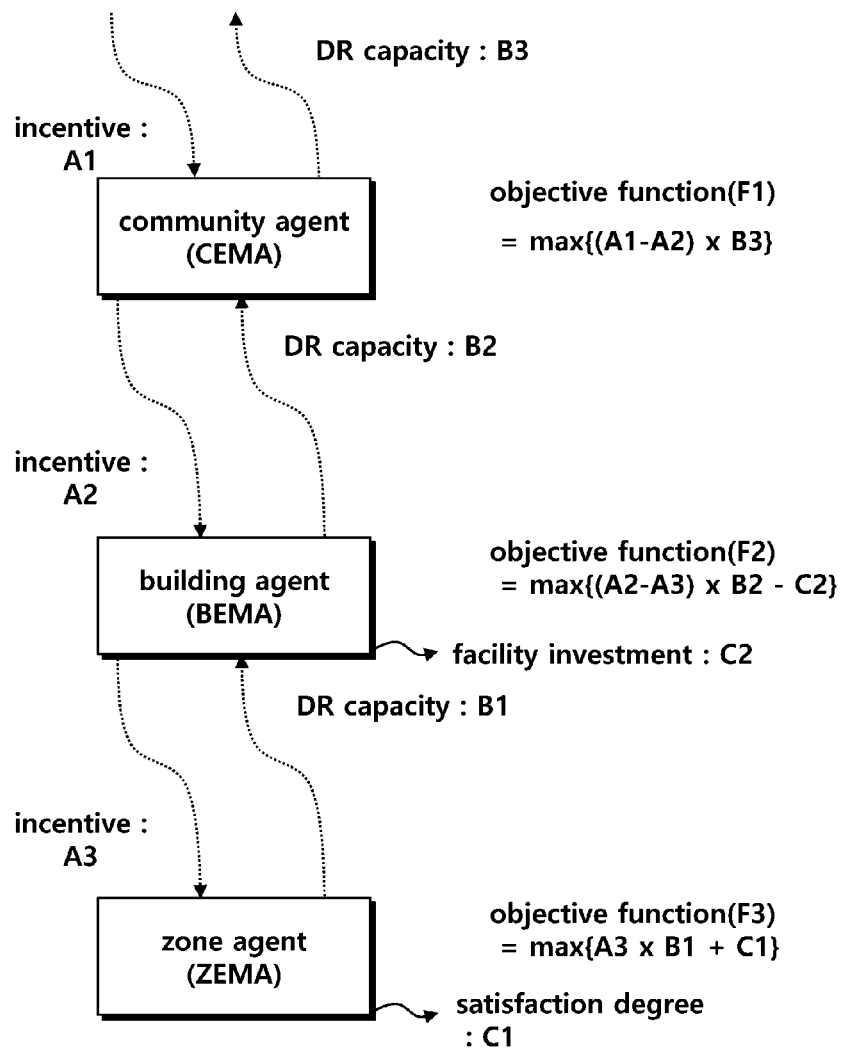 DR capacity : B3
incentive :
A1
community agent
(CEMA)
objective function(F1)
= max{(A1-A2) x B3}
DR capacity : B2
incentive :
A2
building agent
(BEMA)
objective function(F2)
= max{(A2-A3) x B2 - C2}
facility investment : C2
DR capacity : B1
incentive :
A3
zone agent
(ZEMA)
objective function(F3)
= max{A3 x B1 + C1}
satisfaction degree
: C1